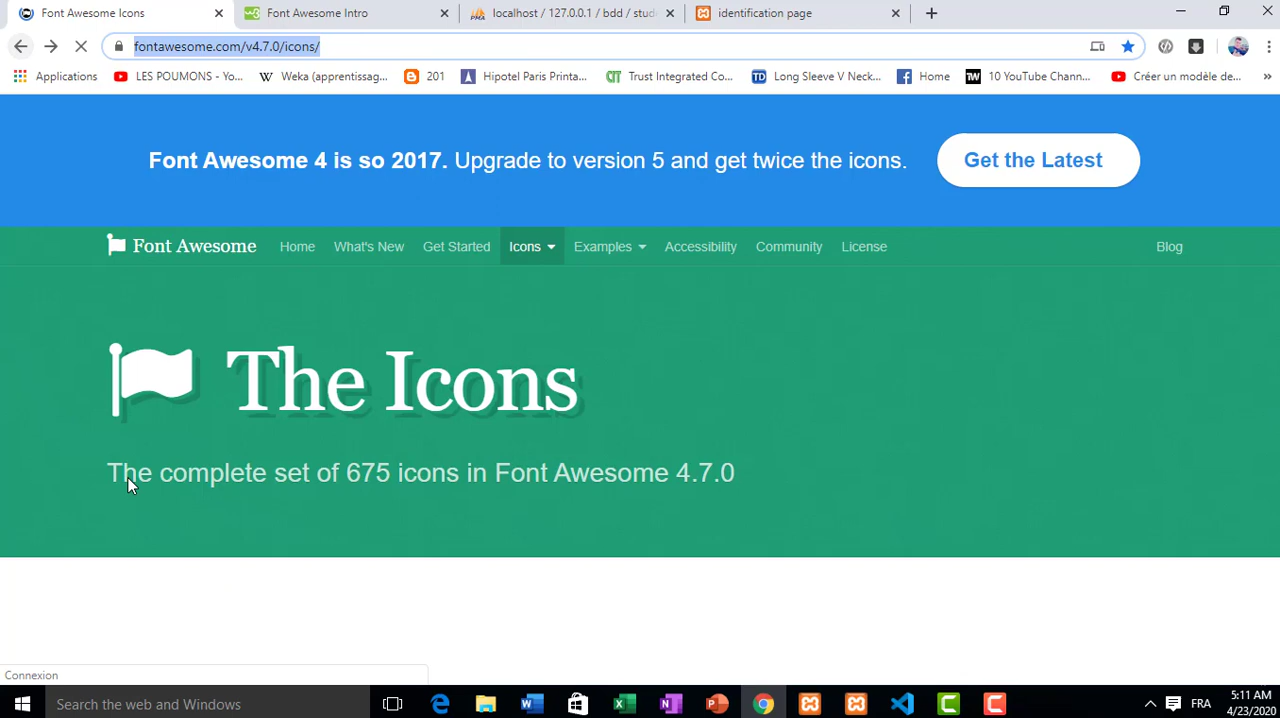 Font Awesome Icons
Font Awesome Intro
localhost / 127.0.0.1 / bdd / stud
identification page
fontawesome.com/v4.7.0/icons/
Applications
LES POUMONS - Yo...
Weka (apprentissag...
201
Hipotel Paris Printa...
Trust Integrated Co...
Long Sleeve V Neck...
Home
10 YouTube Chann...
Créer un modèle de...
Font Awesome 4 is so 2017. Upgrade to version 5 and get twice the icons.
Get the Latest
Font Awesome
Home
What's New
Get Started
Icons
Examples
Accessibility
Community
License
Blog
The Icons
The complete set of 675 icons in Font Awesome 4.7.0
Connexion
Search the web and Windows
FRA
5:11 AM
4/23/2020